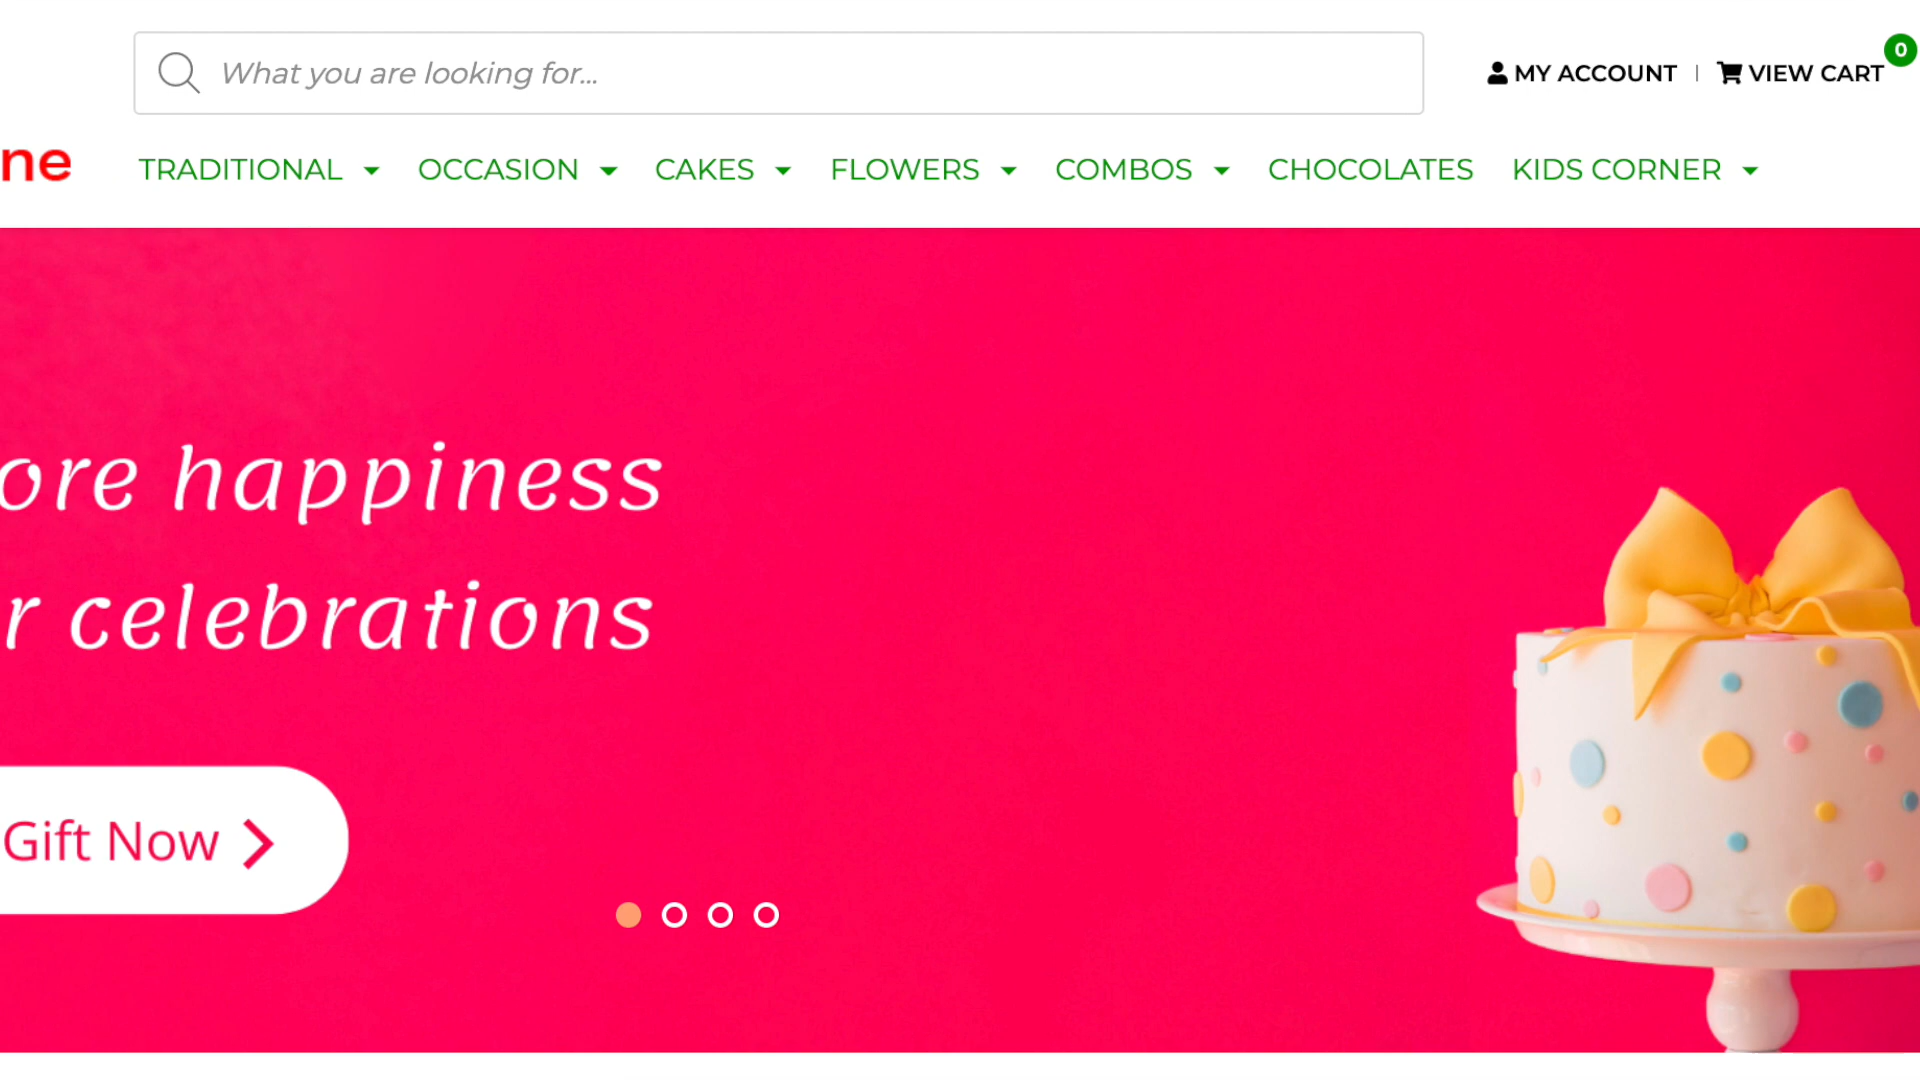 What you are looking for...
MY ACCOUNT | VIEW CART 0
ne TRADITIONAL OCCASION CAKES FLOWERS COMBOS CHOCOLATES KIDS CORNER
ore happiness
r celebrations
Gift Now